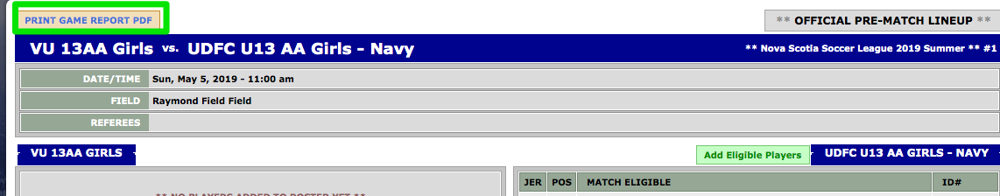 PRINT GAME REPORT PDF
** OFFICIAL PRE-MATCH LINEUP **
VU 13AA Girls vs. UDFC U13 AA Girls - Navy
** Nova Scotia Soccer League 2019 Summer ** #1
DATE/TIME Sun, May 5, 2019 - 11:00 am
FIELD Raymond Field Field
REFEREES
VU 13AA GIRLS
Add Eligible Players
UDFC U13 AA GIRLS - NAVY
** NO PLAYERS ADDED TO ROSTER YET **
JER POS MATCH ELIGIBLE ID#